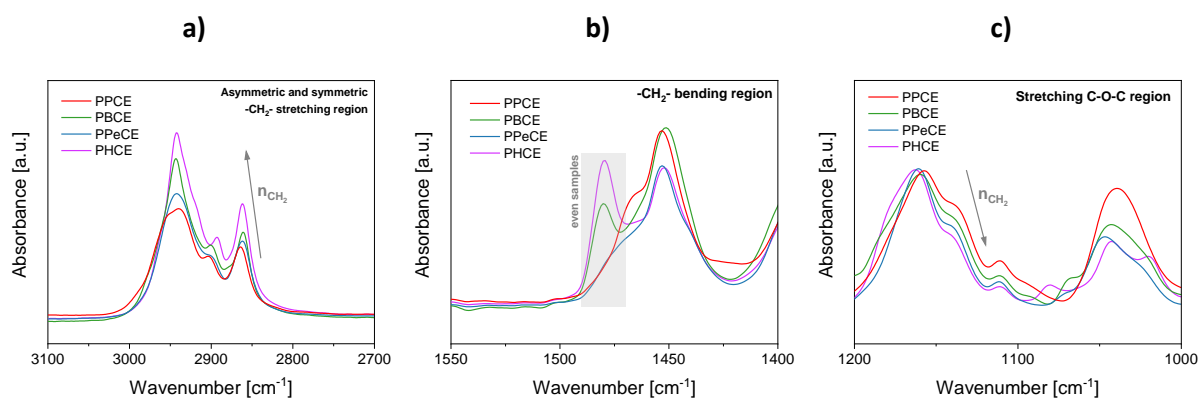 a)
b)
c)
PPCE
PBCE
PPeCE
PHCE
Asymmetric and symmetric
-CH₂- stretching region
n_CH₂
Absorbance [a.u.]
3100 3000 2900 2800 2700
Wavenumber [cm⁻¹]
PPCE
PBCE
PPeCE
PHCE
-CH₂- bending region
even samples
Absorbance [a.u.]
1550 1500 1450 1400
Wavenumber [cm⁻¹]
PPCE
PBCE
PPeCE
PHCE
Stretching C-O-C region
n_CH₂
Absorbance [a.u.]
1200 1100 1000
Wavenumber [cm⁻¹]